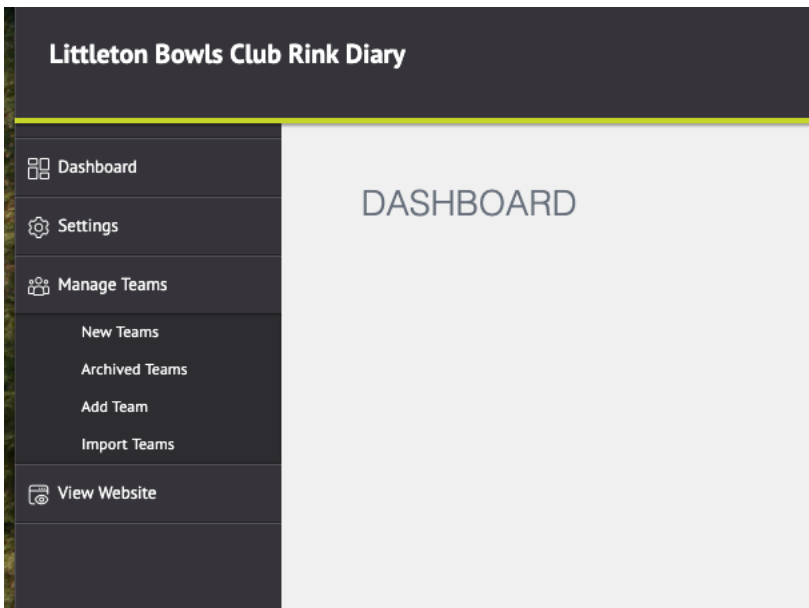 Littleton Bowls Club Rink Diary
Dashboard
Settings
Manage Teams
New Teams
Archived Teams
Add Team
Import Teams
View Website
DASHBOARD